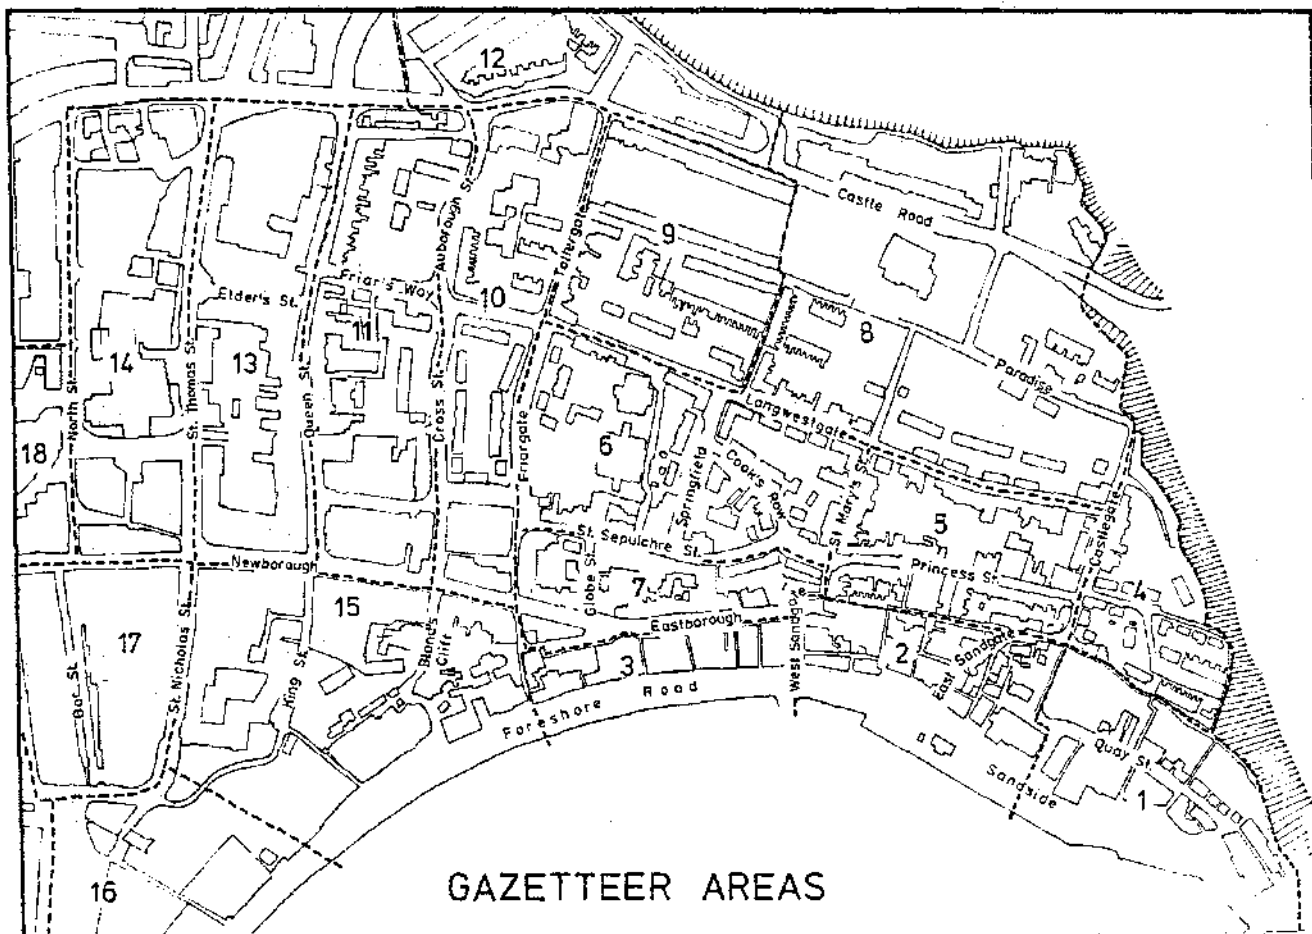 12
Castle Road
Auborough St.
Tollergate
9
Elder's St.
Friar's Way
10
11
8
14
13
Paradise
North St.
St. Thomas St.
Queen St.
Cross St.
Friargate
Longwestgate
6
18
Springfield
Cook's Row
St. Mary's St.
5
Castlegate
St. Sepulchre St.
Newborough
Globe St.
Princess St.
7
4
15
Eastborough
17
Bland's Cliff
West Sandgate
2
East Sandgate
3
Bar St.
St. Nicholas St.
King St.
Foreshore Road
Quay St.
Sandside
1
16
GAZETTEER AREAS